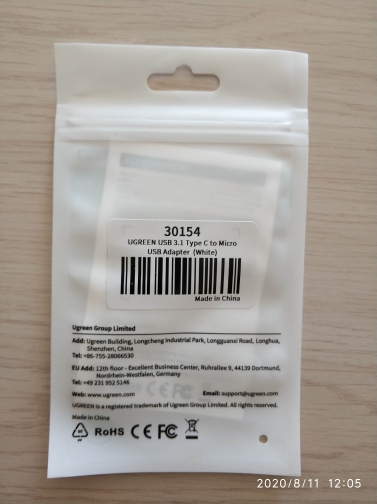 30154
UGREEN USB 3.1 Type C to Micro
USB Adapter (White)
Made in China
Ugreen Group Limited
Add: Ugreen Building, Longcheng Industrial Park, Longguanxi Road, Longhua,
Shenzhen, China
Tel: +86-755-28066530
EU Add: 12th floor - Excellent Business Center, Ruhrallee 9, 44139 Dortmund,
Nordrhein-Westfalen, Germany
Tel: +49 231 952 5146
Web: www.ugreen.com Email: support@ugreen.com
UGREEN is a registered trademark of Ugreen Group Limited. All rights reserved.
Made in China
RoHS CE FC
2020/8/11 12:05